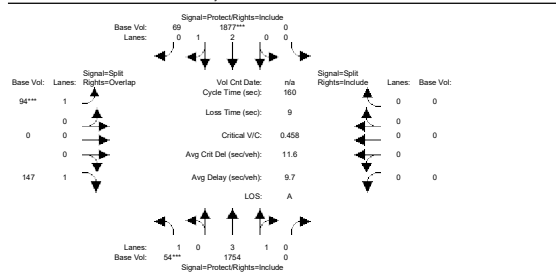 Signal=Protect/Rights=Include
Base Vol: 69 1877*** 0
Lanes: 0 1 2 0 0
Signal=Split
Base Vol: Lanes: Rights=Overlap
Vol Cnt Date: n/a
Signal=Split
Rights=Include Lanes: Base Vol:
Cycle Time (sec): 160
94*** 1 0 0
Loss Time (sec): 9
0 0
0 0 Critical V/C: 0.458 0 0
0 Avg Crit Del (sec/veh): 11.6 0
147 1 Avg Delay (sec/veh): 9.7 0 0
LOS: A
Lanes: 1 0 3 1 0
Base Vol: 54*** 1754 0
Signal=Protect/Rights=Include